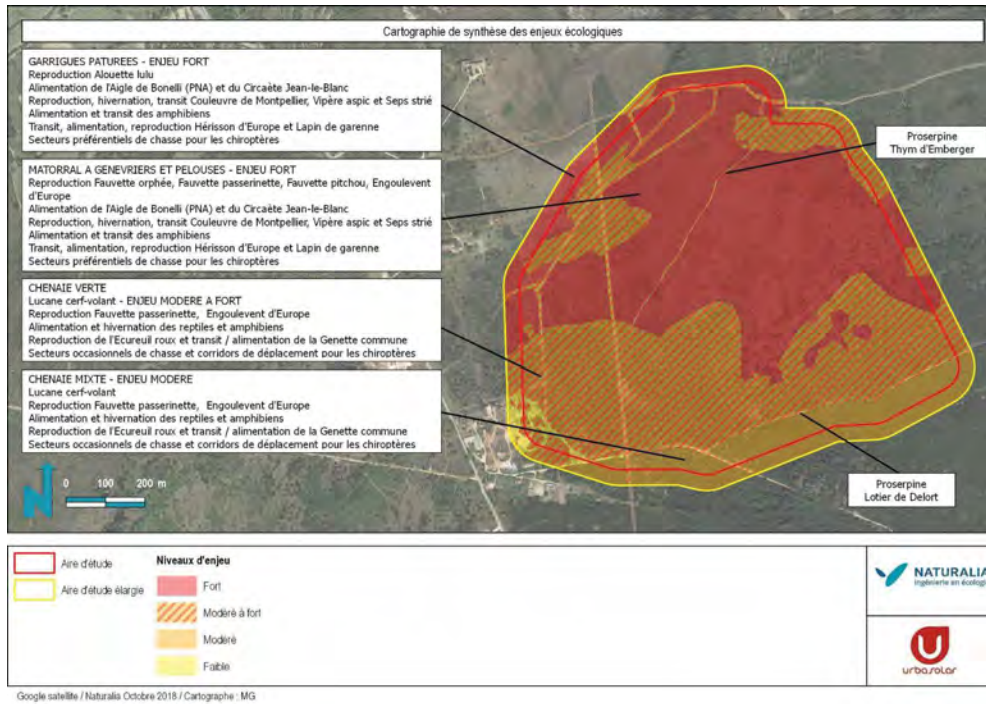 Cartographie de synthèse des enjeux écologiques
GARRIGUES PATUREES - ENJEU FORT
Reproduction Alouette lulu
Alimentation de l'Aigle de Bonelli (PNA) et du Circaète Jean-le-Blanc
Reproduction, hivernation, transit Couleuvre de Montpellier, Vipère aspic et Seps strié
Alimentation et transit des amphibiens
Transit, alimentation, reproduction Hérisson d'Europe et Lapin de garenne
Secteurs préférentiels de chasse pour les chiroptères
MATORRAL A GENEVRIERS ET PELOUSES - ENJEU FORT
Reproduction Fauvette orphée, Fauvette passerinette, Fauvette pitchou, Engoulevent
d'Europe
Alimentation de l'Aigle de Bonelli (PNA) et du Circaète Jean-le-Blanc
Reproduction, hivernation, transit Couleuvre de Montpellier, Vipère aspic et Seps strié
Alimentation et transit des amphibiens
Transit, alimentation, reproduction Hérisson d'Europe et Lapin de garenne
Secteurs préférentiels de chasse pour les chiroptères
CHENAIE VERTE
Lucane cerf-volant - ENJEU MODERE A FORT
Reproduction Fauvette passerinette, Engoulevent d'Europe
Alimentation et hivernation des reptiles et amphibiens
Reproduction de l'Ecureuil roux et transit / alimentation de la Genette commune
Secteurs occasionnels de chasse et corridors de déplacement pour les chiroptères
CHENAIE MIXTE - ENJEU MODERE
Lucane cerf-volant
Reproduction Fauvette passerinette, Engoulevent d'Europe
Alimentation et hivernation des reptiles et amphibiens
Reproduction de l'Ecureuil roux et transit / alimentation de la Genette commune
Secteurs occasionnels de chasse et corridors de déplacement pour les chiroptères
Proserpine
Thym d'Emberger
Proserpine
Lotier de Delort
N
0 100 200 m
Aire d'étude
Aire d'étude élargie
Niveaux d'enjeu
Fort
Modéré à fort
Modéré
Faible
NATURALIA
Ingénierie en écologie
urbasolar
Google satellite / Naturalia Octobre 2018 / Cartographe : MG